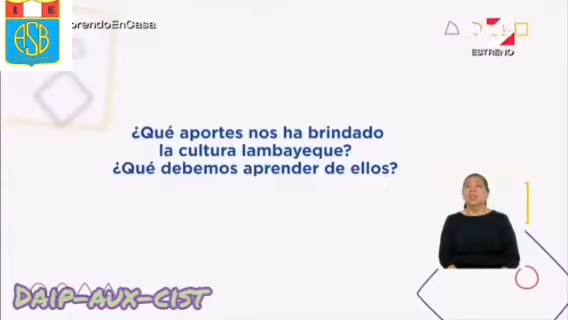 I E
ASB
prendoEnCasa
ESTRENO
¿Qué aportes nos ha brindado
la cultura lambayeque?
¿Qué debemos aprender de ellos?
DAIP-AUX-CIST